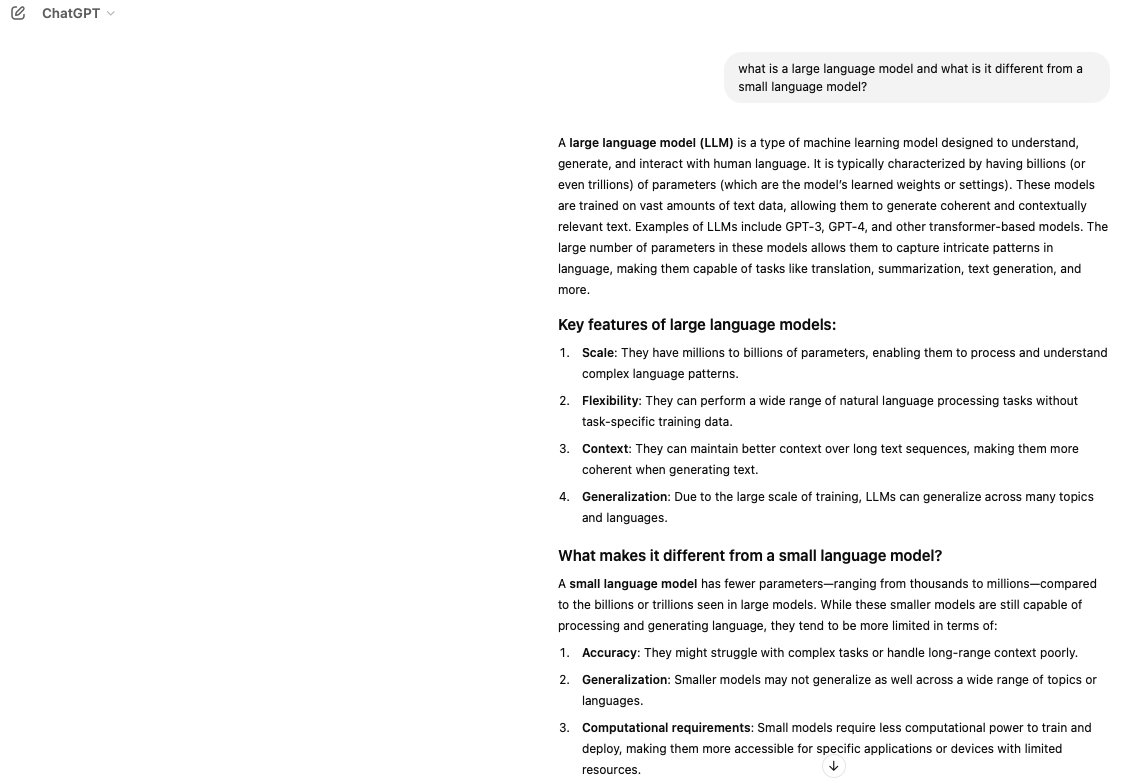 ChatGPT
what is a large language model and what is it different from a
small language model?
A large language model (LLM) is a type of machine learning model designed to understand,
generate, and interact with human language. It is typically characterized by having billions (or
even trillions) of parameters (which are the model's learned weights or settings). These models
are trained on vast amounts of text data, allowing them to generate coherent and contextually
relevant text. Examples of LLMs include GPT-3, GPT-4, and other transformer-based models. The
large number of parameters in these models allows them to capture intricate patterns in
language, making them capable of tasks like translation, summarization, text generation, and
more.
Key features of large language models:
1. Scale: They have millions to billions of parameters, enabling them to process and understand
complex language patterns.
2. Flexibility: They can perform a wide range of natural language processing tasks without
task-specific training data.
3. Context: They can maintain better context over long text sequences, making them more
coherent when generating text.
4. Generalization: Due to the large scale of training, LLMs can generalize across many topics
and languages.
What makes it different from a small language model?
A small language model has fewer parameters—ranging from thousands to millions—compared
to the billions or trillions seen in large models. While these smaller models are still capable of
processing and generating language, they tend to be more limited in terms of:
1. Accuracy: They might struggle with complex tasks or handle long-range context poorly.
2. Generalization: Smaller models may not generalize as well across a wide range of topics or
languages.
3. Computational requirements: Small models require less computational power to train and
deploy, making them more accessible for specific applications or devices with limited
resources.